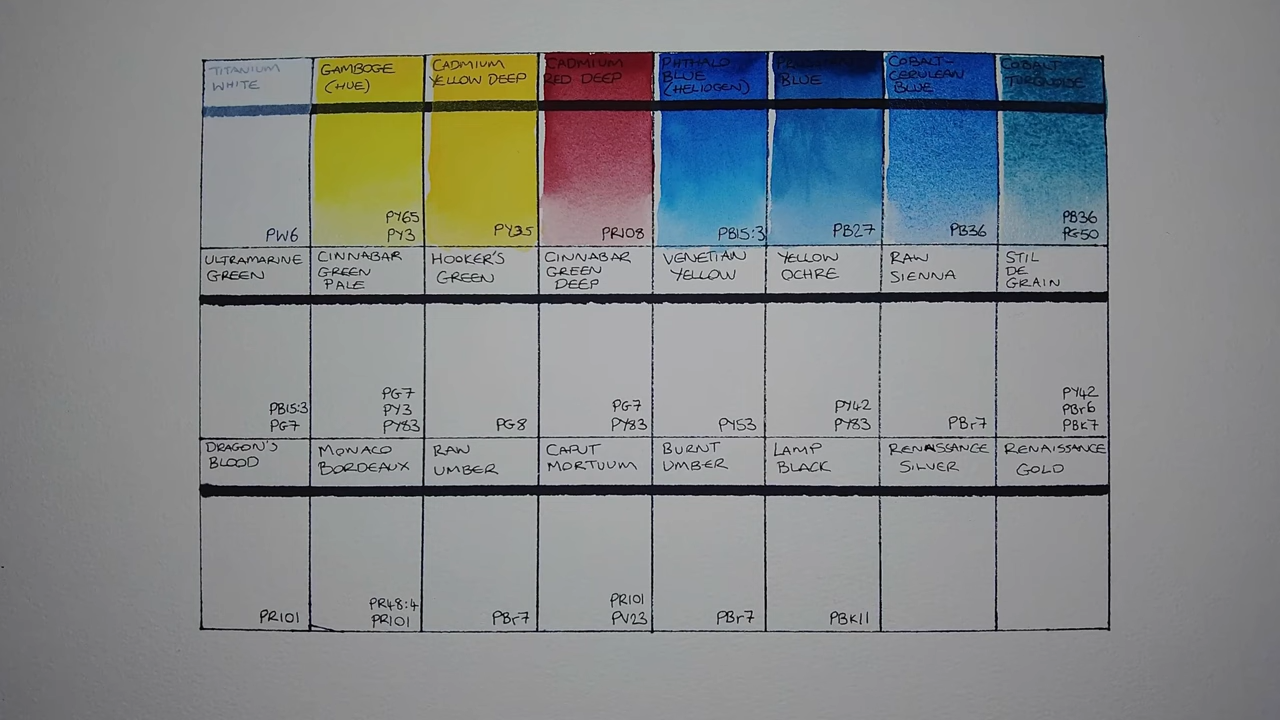 TITANIUM
WHITE
PW6
GAMBOGE
(HUE)
PY65
PY3
CADMIUM
YELLOW DEEP
PY35
CADMIUM
RED DEEP
PR108
PHTHALO
BLUE
(HELIOGEN)
PB15:3
PRUSSIAN
BLUE
PB27
COBALT-
CERULEAN
BLUE
PB36
COBALT
TURQUOISE
PB36
PG50
ULTRAMARINE
GREEN
PB15:3
PG7
CINNABAR
GREEN
PALE
PG7
PY3
PY83
HOOKER'S
GREEN
PG8
CINNABAR
GREEN
DEEP
PG7
PY83
VENETIAN
YELLOW
PY53
YELLOW
OCHRE
PY42
PY83
RAW
SIENNA
PBr7
STIL
DE
GRAIN
PY42
PBr6
PBK7
DRAGON'S
BLOOD
PR101
MONACO
BORDEAUX
PR48:4
PR101
RAW
UMBER
PBr7
CAPUT
MORTUUM
PR101
PV23
BURNT
UMBER
PBr7
LAMP
BLACK
PBK11
RENAISSANCE
SILVER
RENAISSANCE
GOLD